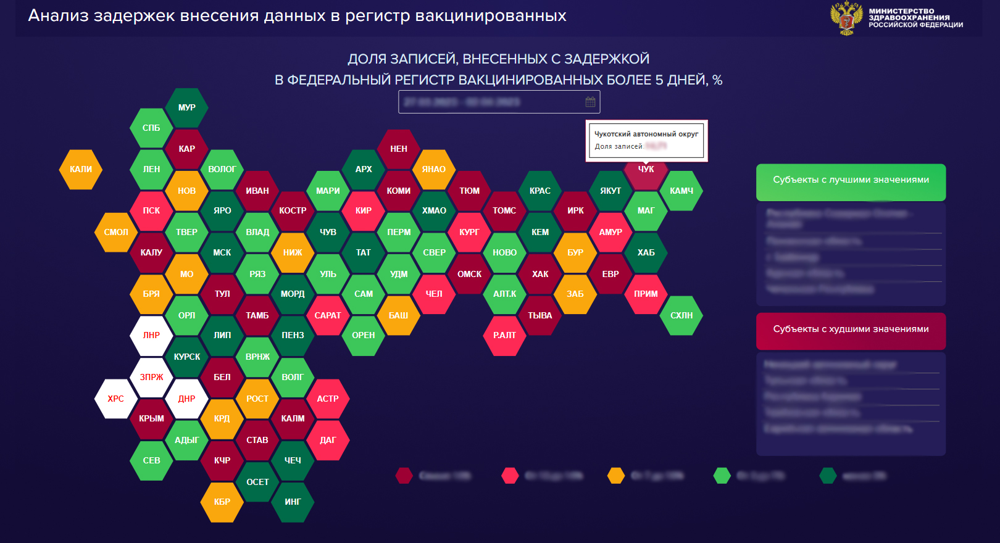 Анализ задержек внесения данных в регистр вакцинированных
МИНИСТЕРСТВО
ЗДРАВООХРАНЕНИЯ
РОССИЙСКОЙ ФЕДЕРАЦИИ
ДОЛЯ ЗАПИСЕЙ, ВНЕСЕННЫХ С ЗАДЕРЖКОЙ
В ФЕДЕРАЛЬНЫЙ РЕГИСТР ВАКЦИНИРОВАННЫХ БОЛЕЕ 5 ДНЕЙ, %
Чукотский автономный округ
Доля записей:
МУР
СПБ
КАР
НЕН
КАЛИ
ЛЕН
ВОЛОГ
АРХ
ЯНАО
ЧУК
НОВ
ИВАН
МАРИ
КОМИ
ТЮМ
КРАС
ЯКУТ
КАМЧ
ПСК
ЯРО
КОСТР
КИР
ХМАО
ТОМС
ИРК
МАГ
СМОЛ
ТВЕР
ВЛАД
ЧУВ
ПЕРМ
КУРГ
КЕМ
АМУР
КАЛУ
МСК
НИЖ
ТАТ
СВЕР
НОВО
БУР
ХАБ
МО
РЯЗ
УЛЬ
УДМ
ОМСК
ХАК
ЕВР
БРЯ
ТУЛ
МОРД
САМ
ЧЕЛ
АЛТ.К
ЗАБ
ПРИМ
ОРЛ
ТАМБ
САРАТ
БАШ
ТЫВА
СХЛН
ЛНР
ЛИП
ПЕНЗ
ОРЕН
Р.АЛТ
КУРСК
ВРНЖ
ЗПРЖ
БЕЛ
ВОЛГ
ХРС
ДНР
РОСТ
АСТР
КРЫМ
КРД
КАЛМ
АДЫГ
СТАВ
ДАГ
СЕВ
КЧР
ЧЕЧ
ОСЕТ
КБР
ИНГ
Субъекты с лучшими значениями
Субъекты с худшими значениями